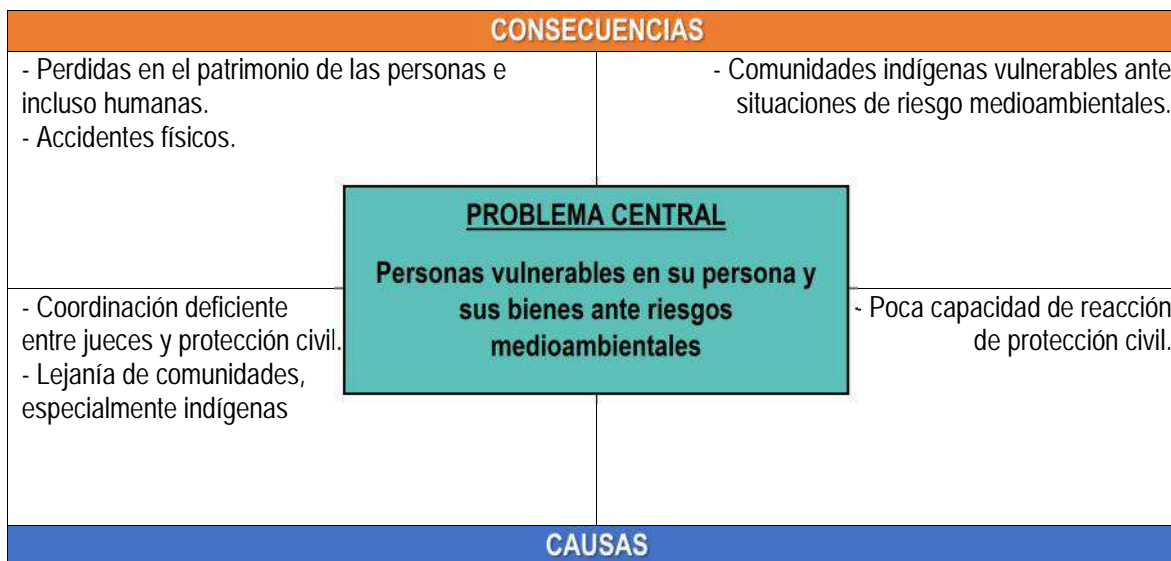 CONSECUENCIAS
- Perdidas en el patrimonio de las personas e
incluso humanas.
- Accidentes físicos.
- Comunidades indígenas vulnerables ante
situaciones de riesgo medioambientales.
PROBLEMA CENTRAL
Personas vulnerables en su persona y
sus bienes ante riesgos
medioambientales
- Coordinación deficiente
entre jueces y protección civil.
- Lejanía de comunidades,
especialmente indígenas
- Poca capacidad de reacción
de protección civil.
CAUSAS